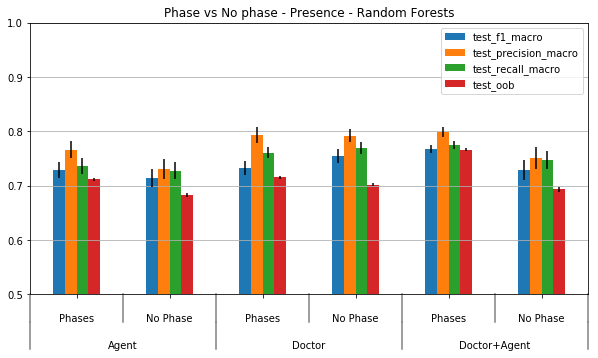 Phase vs No phase - Presence - Random Forests
test_f1_macro
test_precision_macro
test_recall_macro
test_oob
1.0
0.9
0.8
0.7
0.6
0.5
Phases No Phase Phases No Phase Phases No Phase
Agent Doctor Doctor+Agent